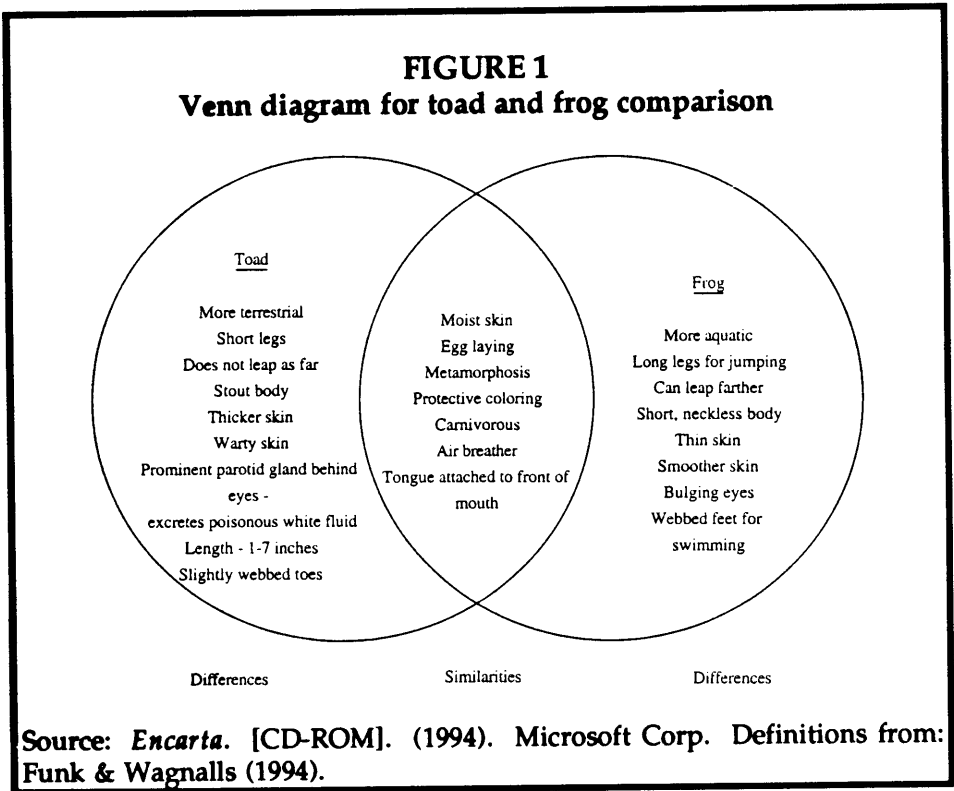 FIGURE 1
Venn diagram for toad and frog comparison
Toad
More terrestrial
Short legs
Does not leap as far
Stout body
Thicker skin
Warty skin
Prominent parotid gland behind
eyes -
excretes poisonous white fluid
Length - 1-7 inches
Slightly webbed toes
Moist skin
Egg laying
Metamorphosis
Protective coloring
Carnivorous
Air breather
Tongue attached to front of
mouth
Frog
More aquatic
Long legs for jumping
Can leap farther
Short, neckless body
Thin skin
Smoother skin
Bulging eyes
Webbed feet for
swimming
Differences
Similarities
Differences
Source: Encarta. [CD-ROM]. (1994). Microsoft Corp. Definitions from:
Funk & Wagnalls (1994).